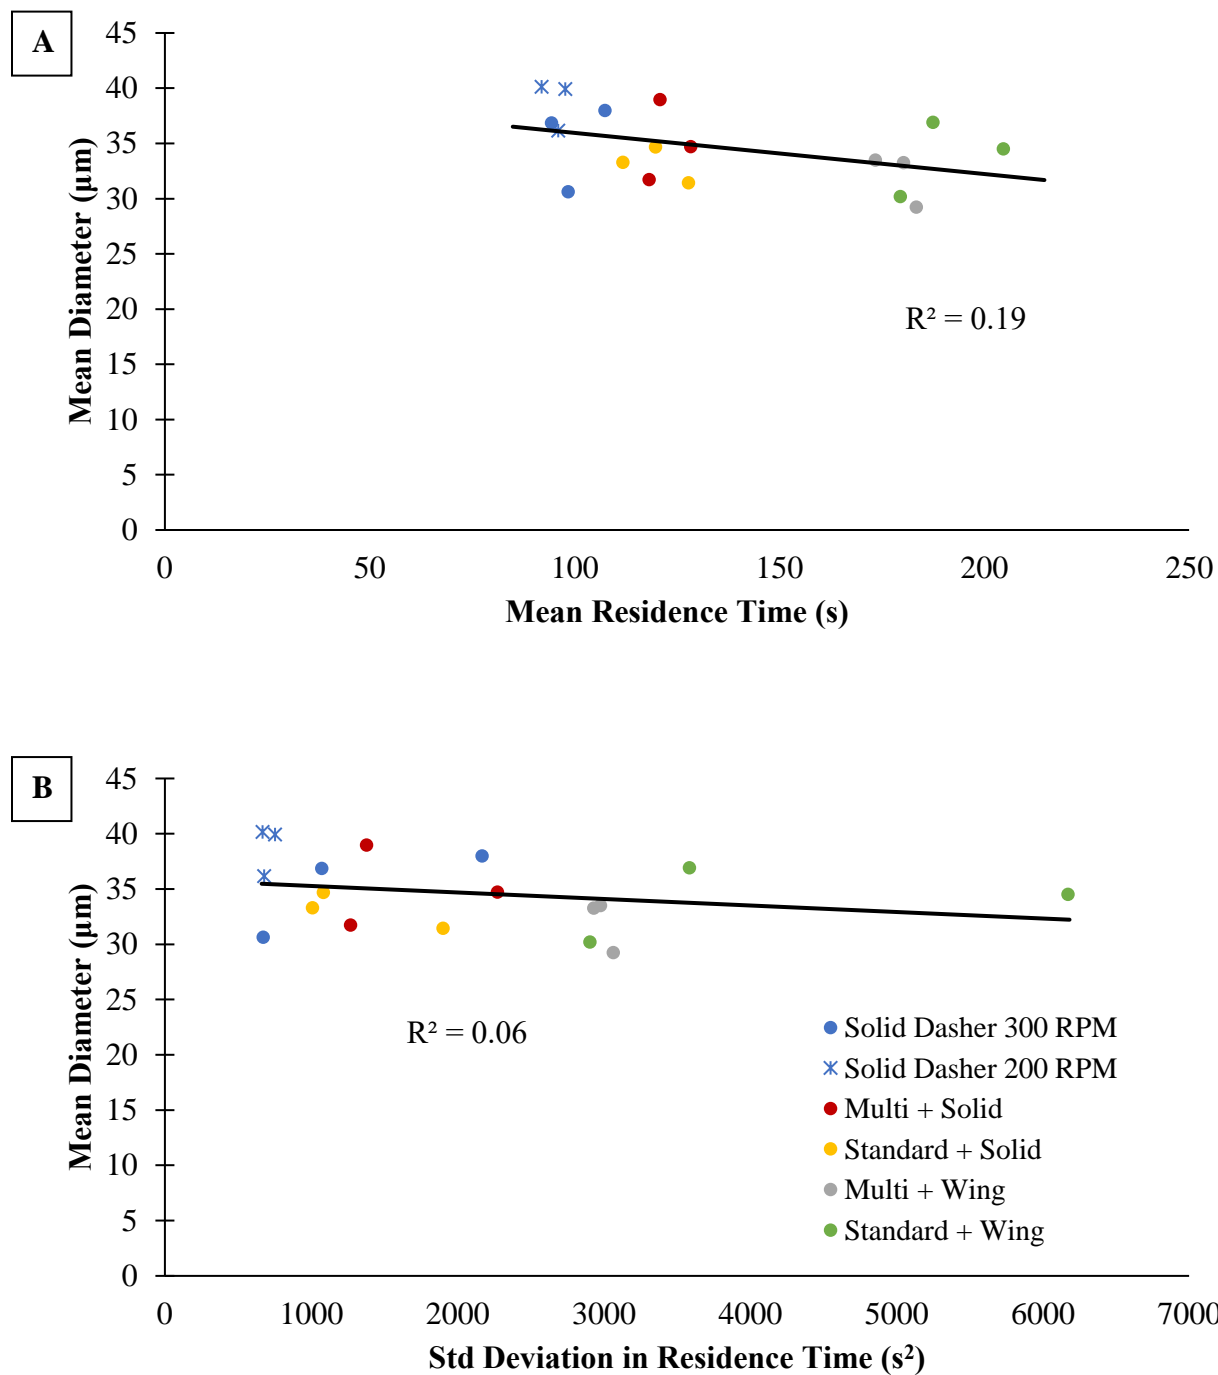 A
45
40
35
30
25
20
15
10
5
0
Mean Diameter (µm)
R² = 0.19
0 50 100 150 200 250
Mean Residence Time (s)
B
45
40
35
30
25
20
15
10
5
0
Mean Diameter (µm)
R² = 0.06
Solid Dasher 300 RPM
Solid Dasher 200 RPM
Multi + Solid
Standard + Solid
Multi + Wing
Standard + Wing
0 1000 2000 3000 4000 5000 6000 7000
Std Deviation in Residence Time (s²)